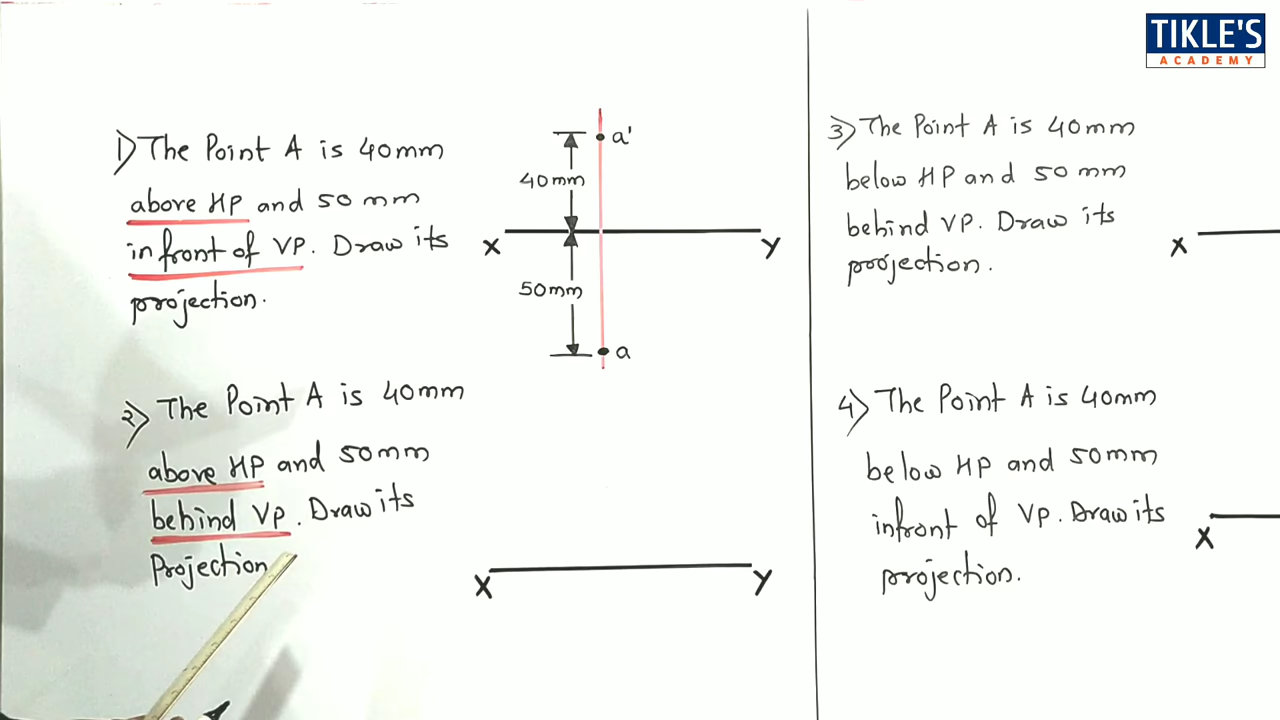 TIKLE'S
ACADEMY
1) The Point A is 40mm
above HP and 50 mm
infront of VP. Draw its
projection.
a'
40mm
X
Y
50mm
a
2) The Point A is 40mm
above HP and 50mm
behind VP. Draw its
Projection
X
Y
3) The Point A is 40mm
below HP and 50 mm
behind VP. Draw its
projection.
X
4) The Point A is 40mm
below HP and 50mm
infront of VP. Draw its
projection.
X